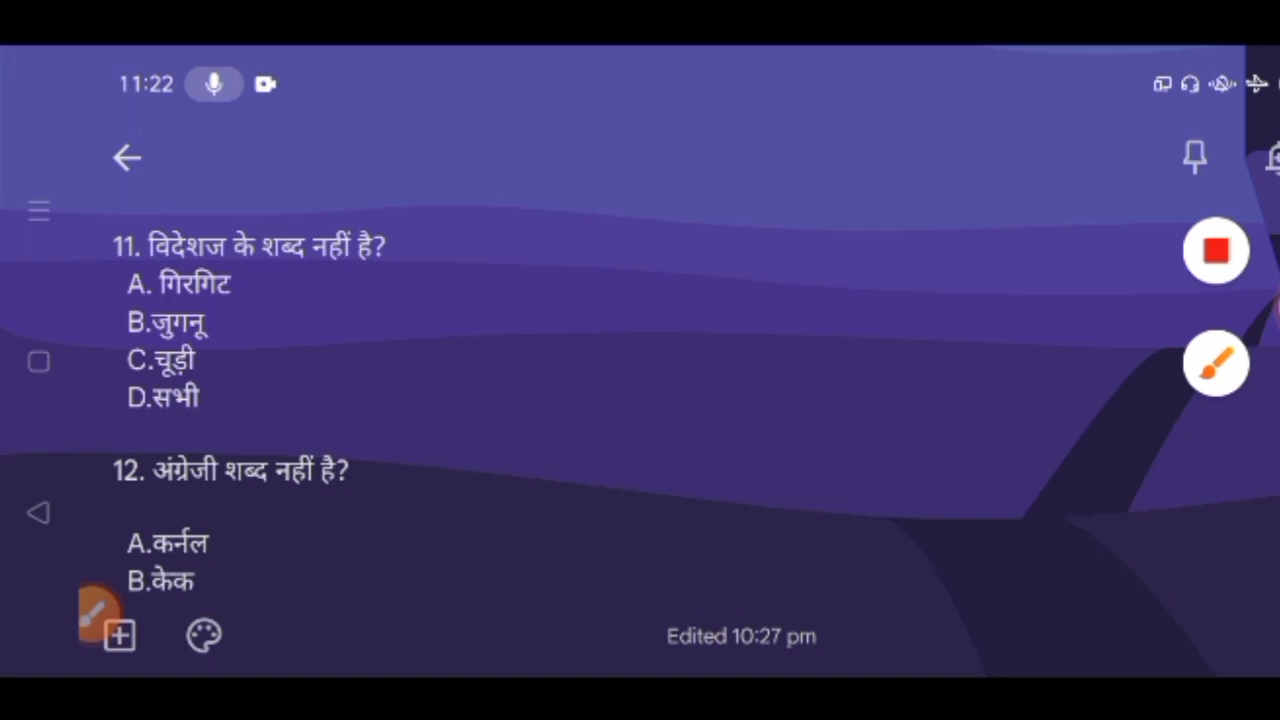 11:22
11. विदेशज के शब्द नहीं है?
A. गिरगिट
B.जुगनू
C.चूड़ी
D.सभी
12. अंग्रेजी शब्द नहीं है?
A.कर्नल
B.केक
Edited 10:27 pm